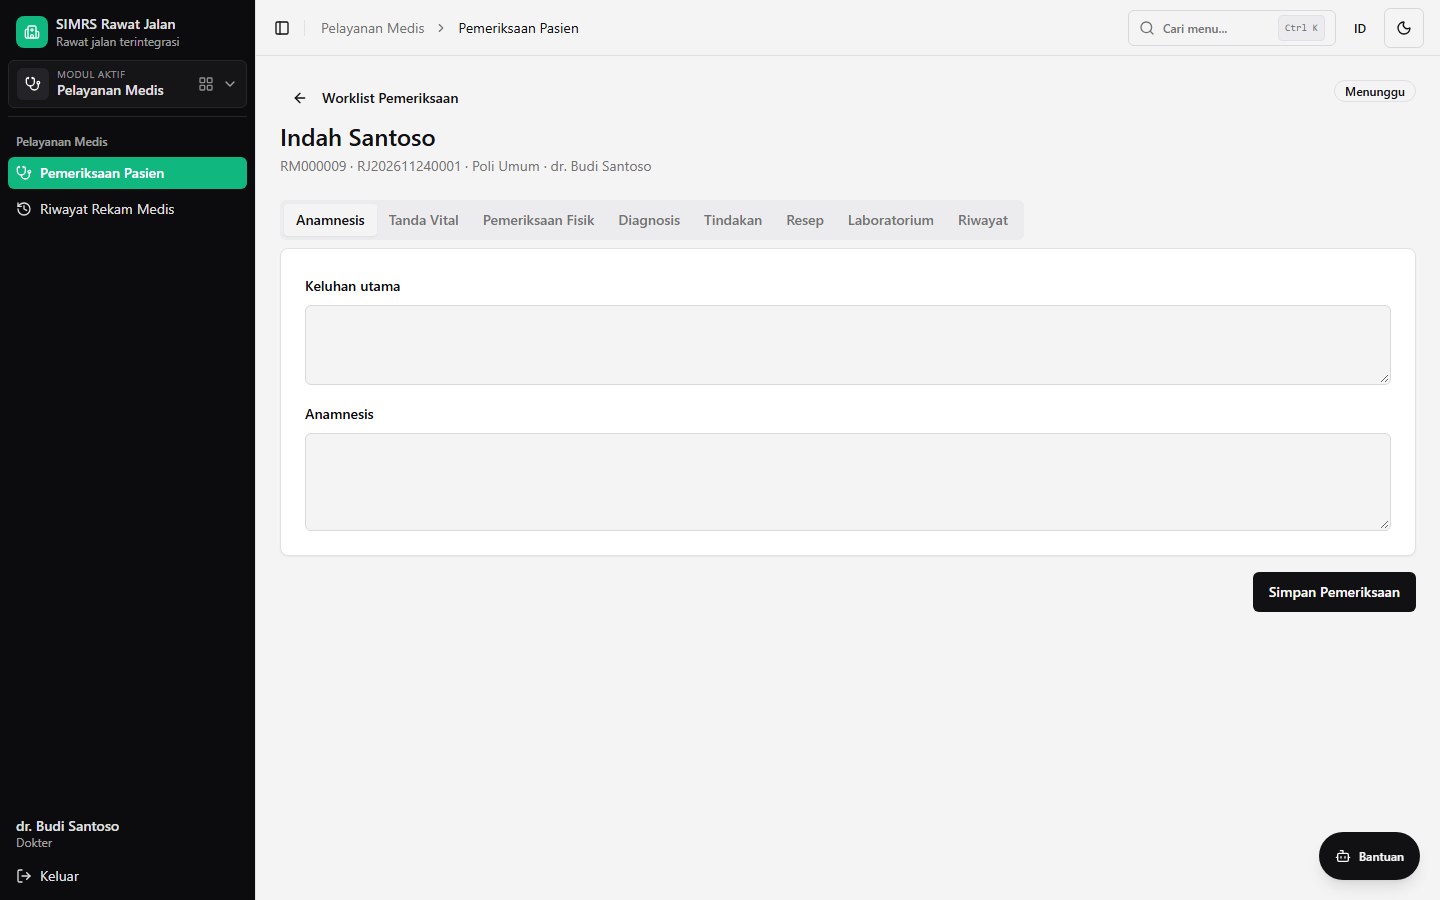 SIMRS Rawat Jalan
Rawat jalan terintegrasi
MODUL AKTIF
Pelayanan Medis
Pelayanan Medis
Pemeriksaan Pasien
Riwayat Rekam Medis
dr. Budi Santoso
Dokter
Keluar
Pelayanan Medis > Pemeriksaan Pasien
Cari menu... Ctrl K
ID
Worklist Pemeriksaan
Menunggu
Indah Santoso
RM000009 · RJ202611240001 · Poli Umum · dr. Budi Santoso
Anamnesis Tanda Vital Pemeriksaan Fisik Diagnosis Tindakan Resep Laboratorium Riwayat
Keluhan utama
Anamnesis
Simpan Pemeriksaan
Bantuan